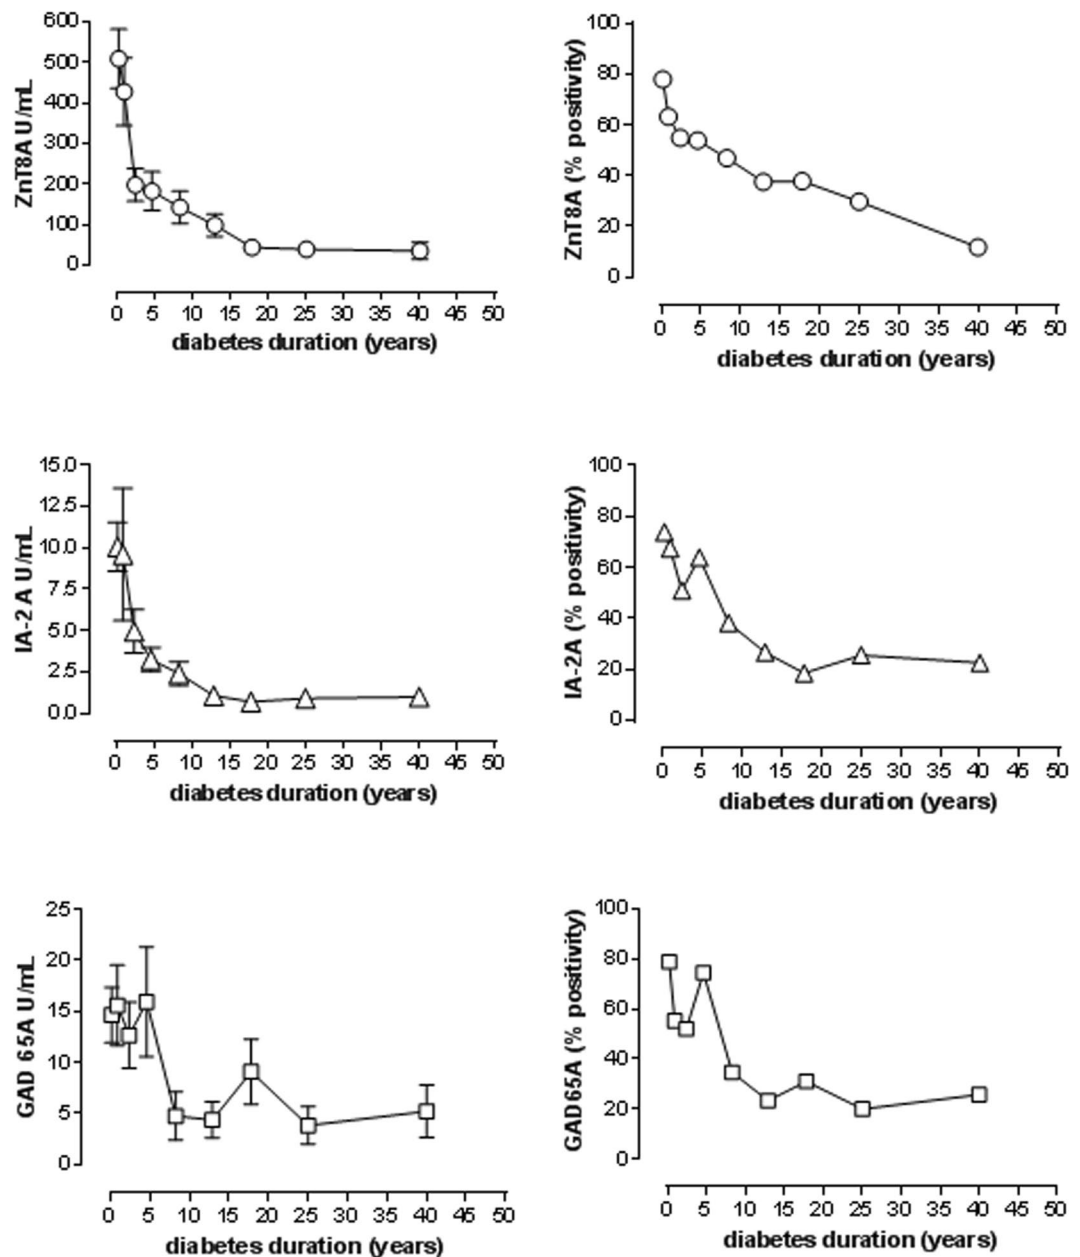 ZnT8A U/mL
600
500
400
300
200
100
0
0 5 10 15 20 25 30 35 40 45 50
diabetes duration (years)
ZnT8A (% positivity)
100
80
60
40
20
0
0 5 10 15 20 25 30 35 40 45 50
diabetes duration (years)
IA-2 A U/mL
15.0
12.5
10.0
7.5
5.0
2.5
0.0
0 5 10 15 20 25 30 35 40 45 50
diabetes duration (years)
IA-2A (% positivity)
100
80
60
40
20
0
0 5 10 15 20 25 30 35 40 45 50
diabetes duration (years)
GAD 65A U/mL
25
20
15
10
5
0
0 5 10 15 20 25 30 35 40 45 50
diabetes duration (years)
GAD65A (% positivity)
100
80
60
40
20
0
0 5 10 15 20 25 30 35 40 45 50
diabetes duration (years)